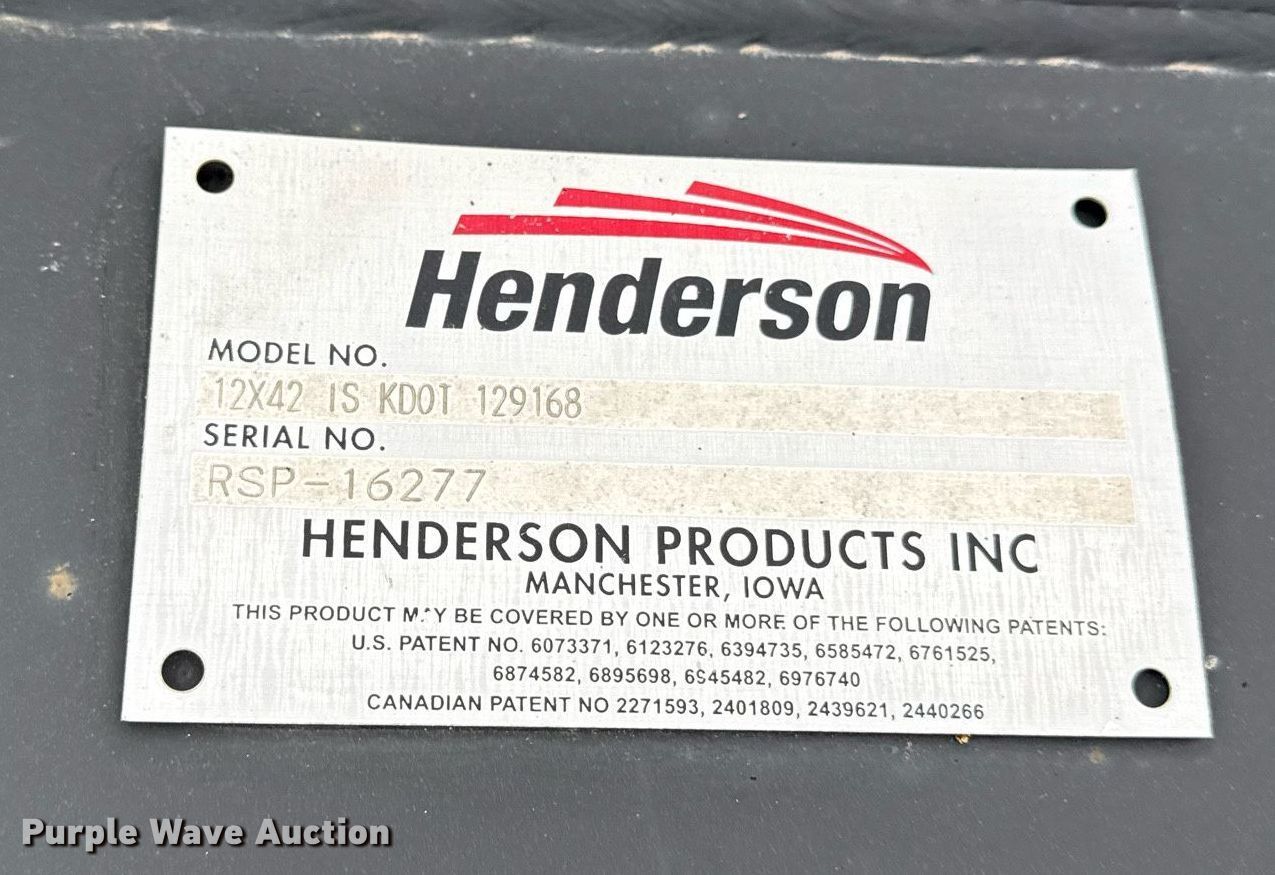 Henderson
MODEL NO.
12X42 IS KDOT 129168
SERIAL NO.
RSP-16277
HENDERSON PRODUCTS INC
MANCHESTER, IOWA
THIS PRODUCT MAY BE COVERED BY ONE OR MORE OF THE FOLLOWING PATENTS:
U.S. PATENT NO. 6073371, 6123276, 6394735, 6585472, 6761525,
6874582, 6895698, 6945482, 6976740
CANADIAN PATENT NO 2271593, 2401809, 2439621, 2440266
Purple Wave Auction